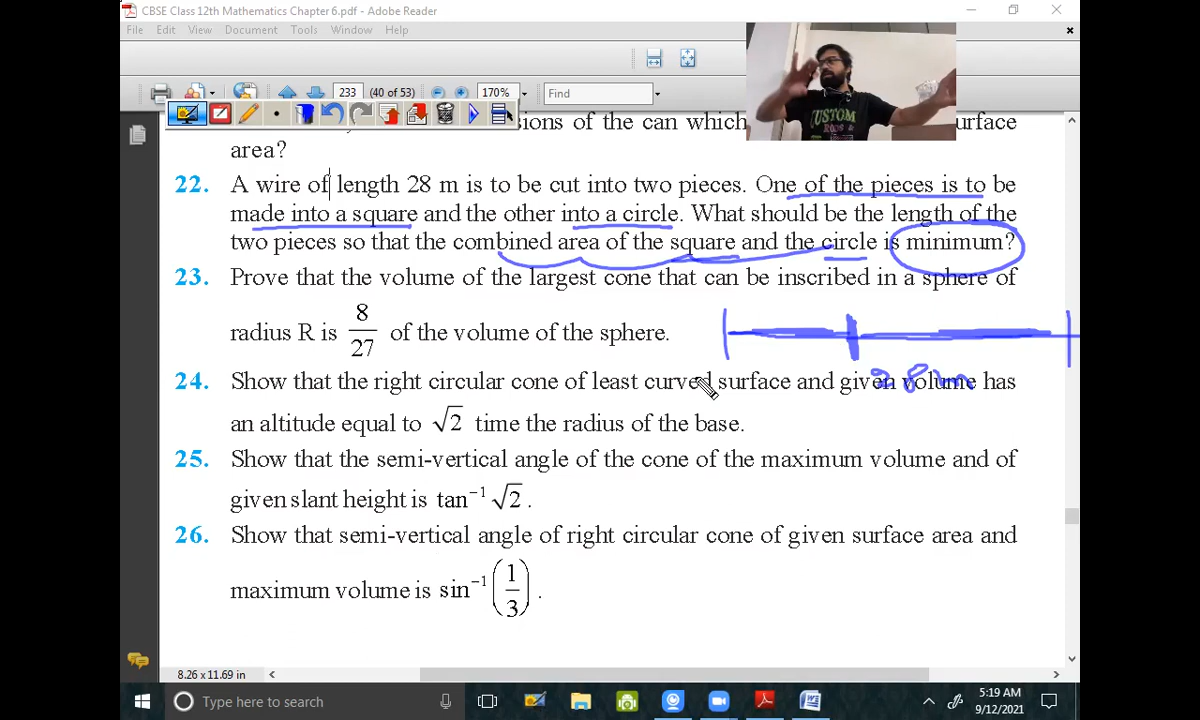 CBSE Class 12th Mathematics Chapter 6.pdf - Adobe Reader
File Edit View Document Tools Window Help
233 (40 of 53) 170% Find
CUSTOM
sions of the can which urface
area?
22. A wire of length 28 m is to be cut into two pieces. One of the pieces is to be
made into a square and the other into a circle. What should be the length of the
two pieces so that the combined area of the square and the circle is minimum?
23. Prove that the volume of the largest cone that can be inscribed in a sphere of
radius R is 8/27 of the volume of the sphere.
28m
24. Show that the right circular cone of least curved surface and given volume has
an altitude equal to √2 time the radius of the base.
25. Show that the semi-vertical angle of the cone of the maximum volume and of
given slant height is tan⁻¹ √2 .
26. Show that semi-vertical angle of right circular cone of given surface area and
maximum volume is sin⁻¹ (1/3) .
8.26 x 11.69 in
Type here to search
5:19 AM
9/12/2021